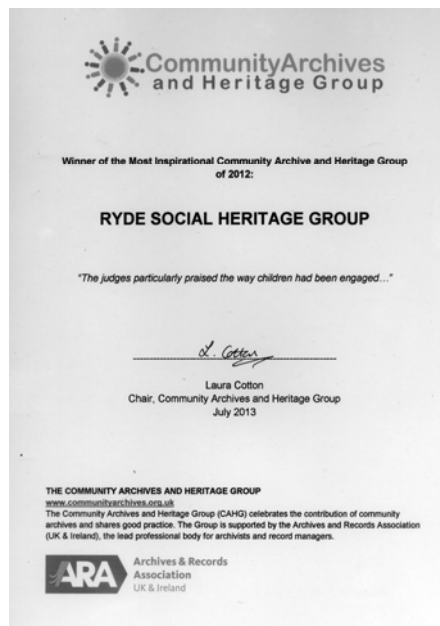 CommunityArchives
and Heritage Group
Winner of the Most Inspirational Community Archive and Heritage Group
of 2012:
RYDE SOCIAL HERITAGE GROUP
"The judges particularly praised the way children had been engaged…"
L. Cotton
Laura Cotton
Chair, Community Archives and Heritage Group
July 2013
THE COMMUNITY ARCHIVES AND HERITAGE GROUP
www.communityarchives.org.uk
The Community Archives and Heritage Group (CAHG) celebrates the contribution of community
archives and shares good practice. The Group is supported by the Archives and Records Association
(UK & Ireland), the lead professional body for archivists and record managers.
ARA
Archives & Records
Association
UK & Ireland